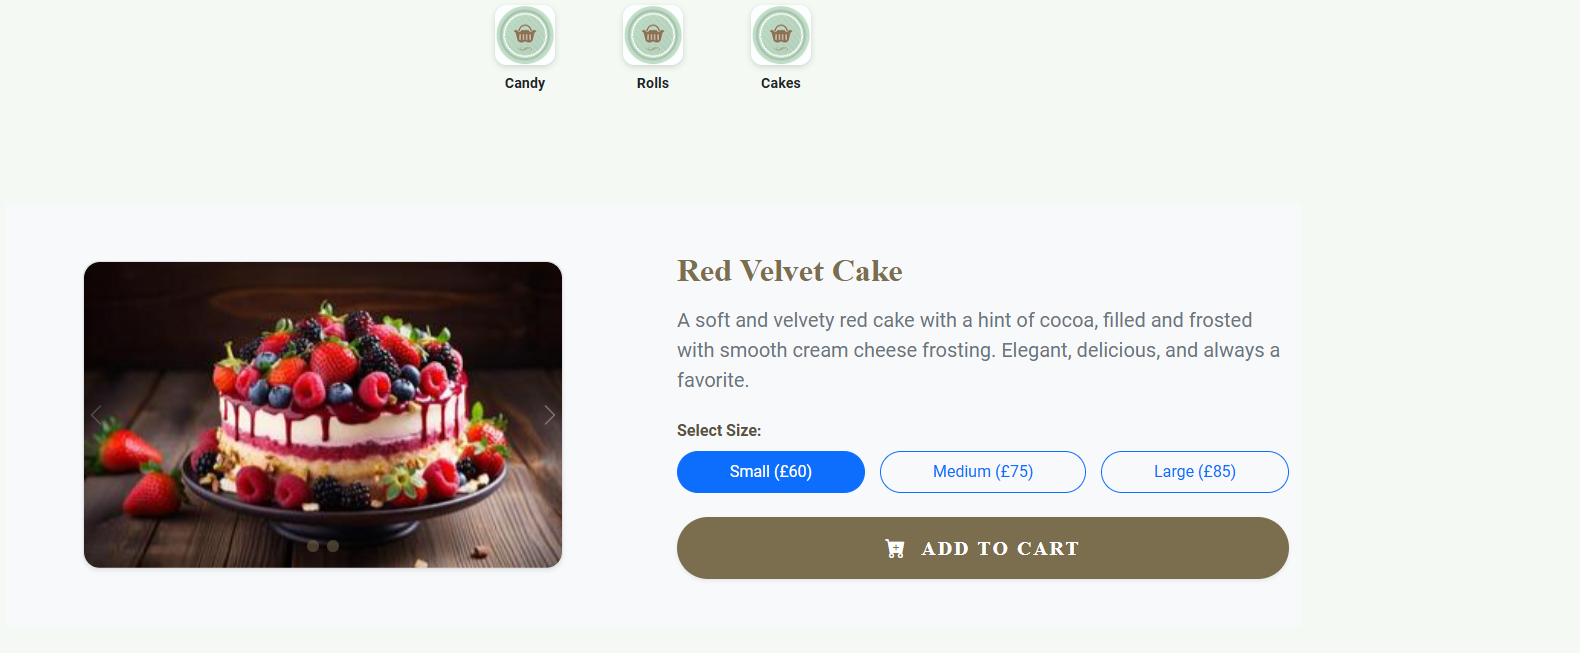 Candy Rolls Cakes
Red Velvet Cake
A soft and velvety red cake with a hint of cocoa, filled and frosted
with smooth cream cheese frosting. Elegant, delicious, and always a
favorite.
Select Size:
Small (£60) Medium (£75) Large (£85)
ADD TO CART